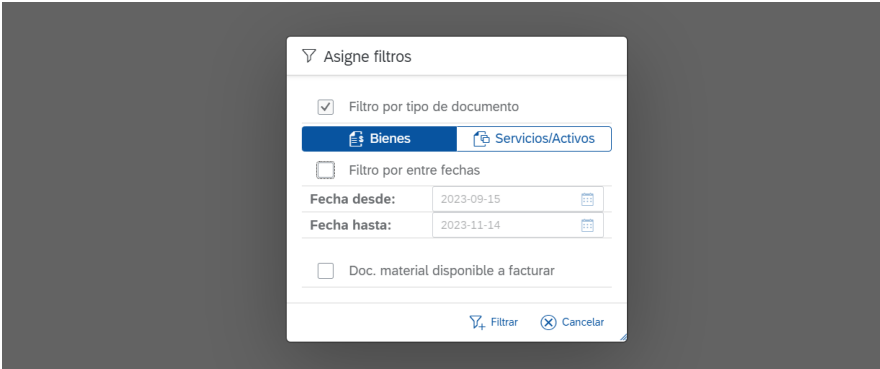 Asigne filtros
Filtro por tipo de documento
Bienes Servicios/Activos
Filtro por entre fechas
Fecha desde: 2023-09-15
Fecha hasta: 2023-11-14
Doc. material disponible a facturar
Filtrar Cancelar